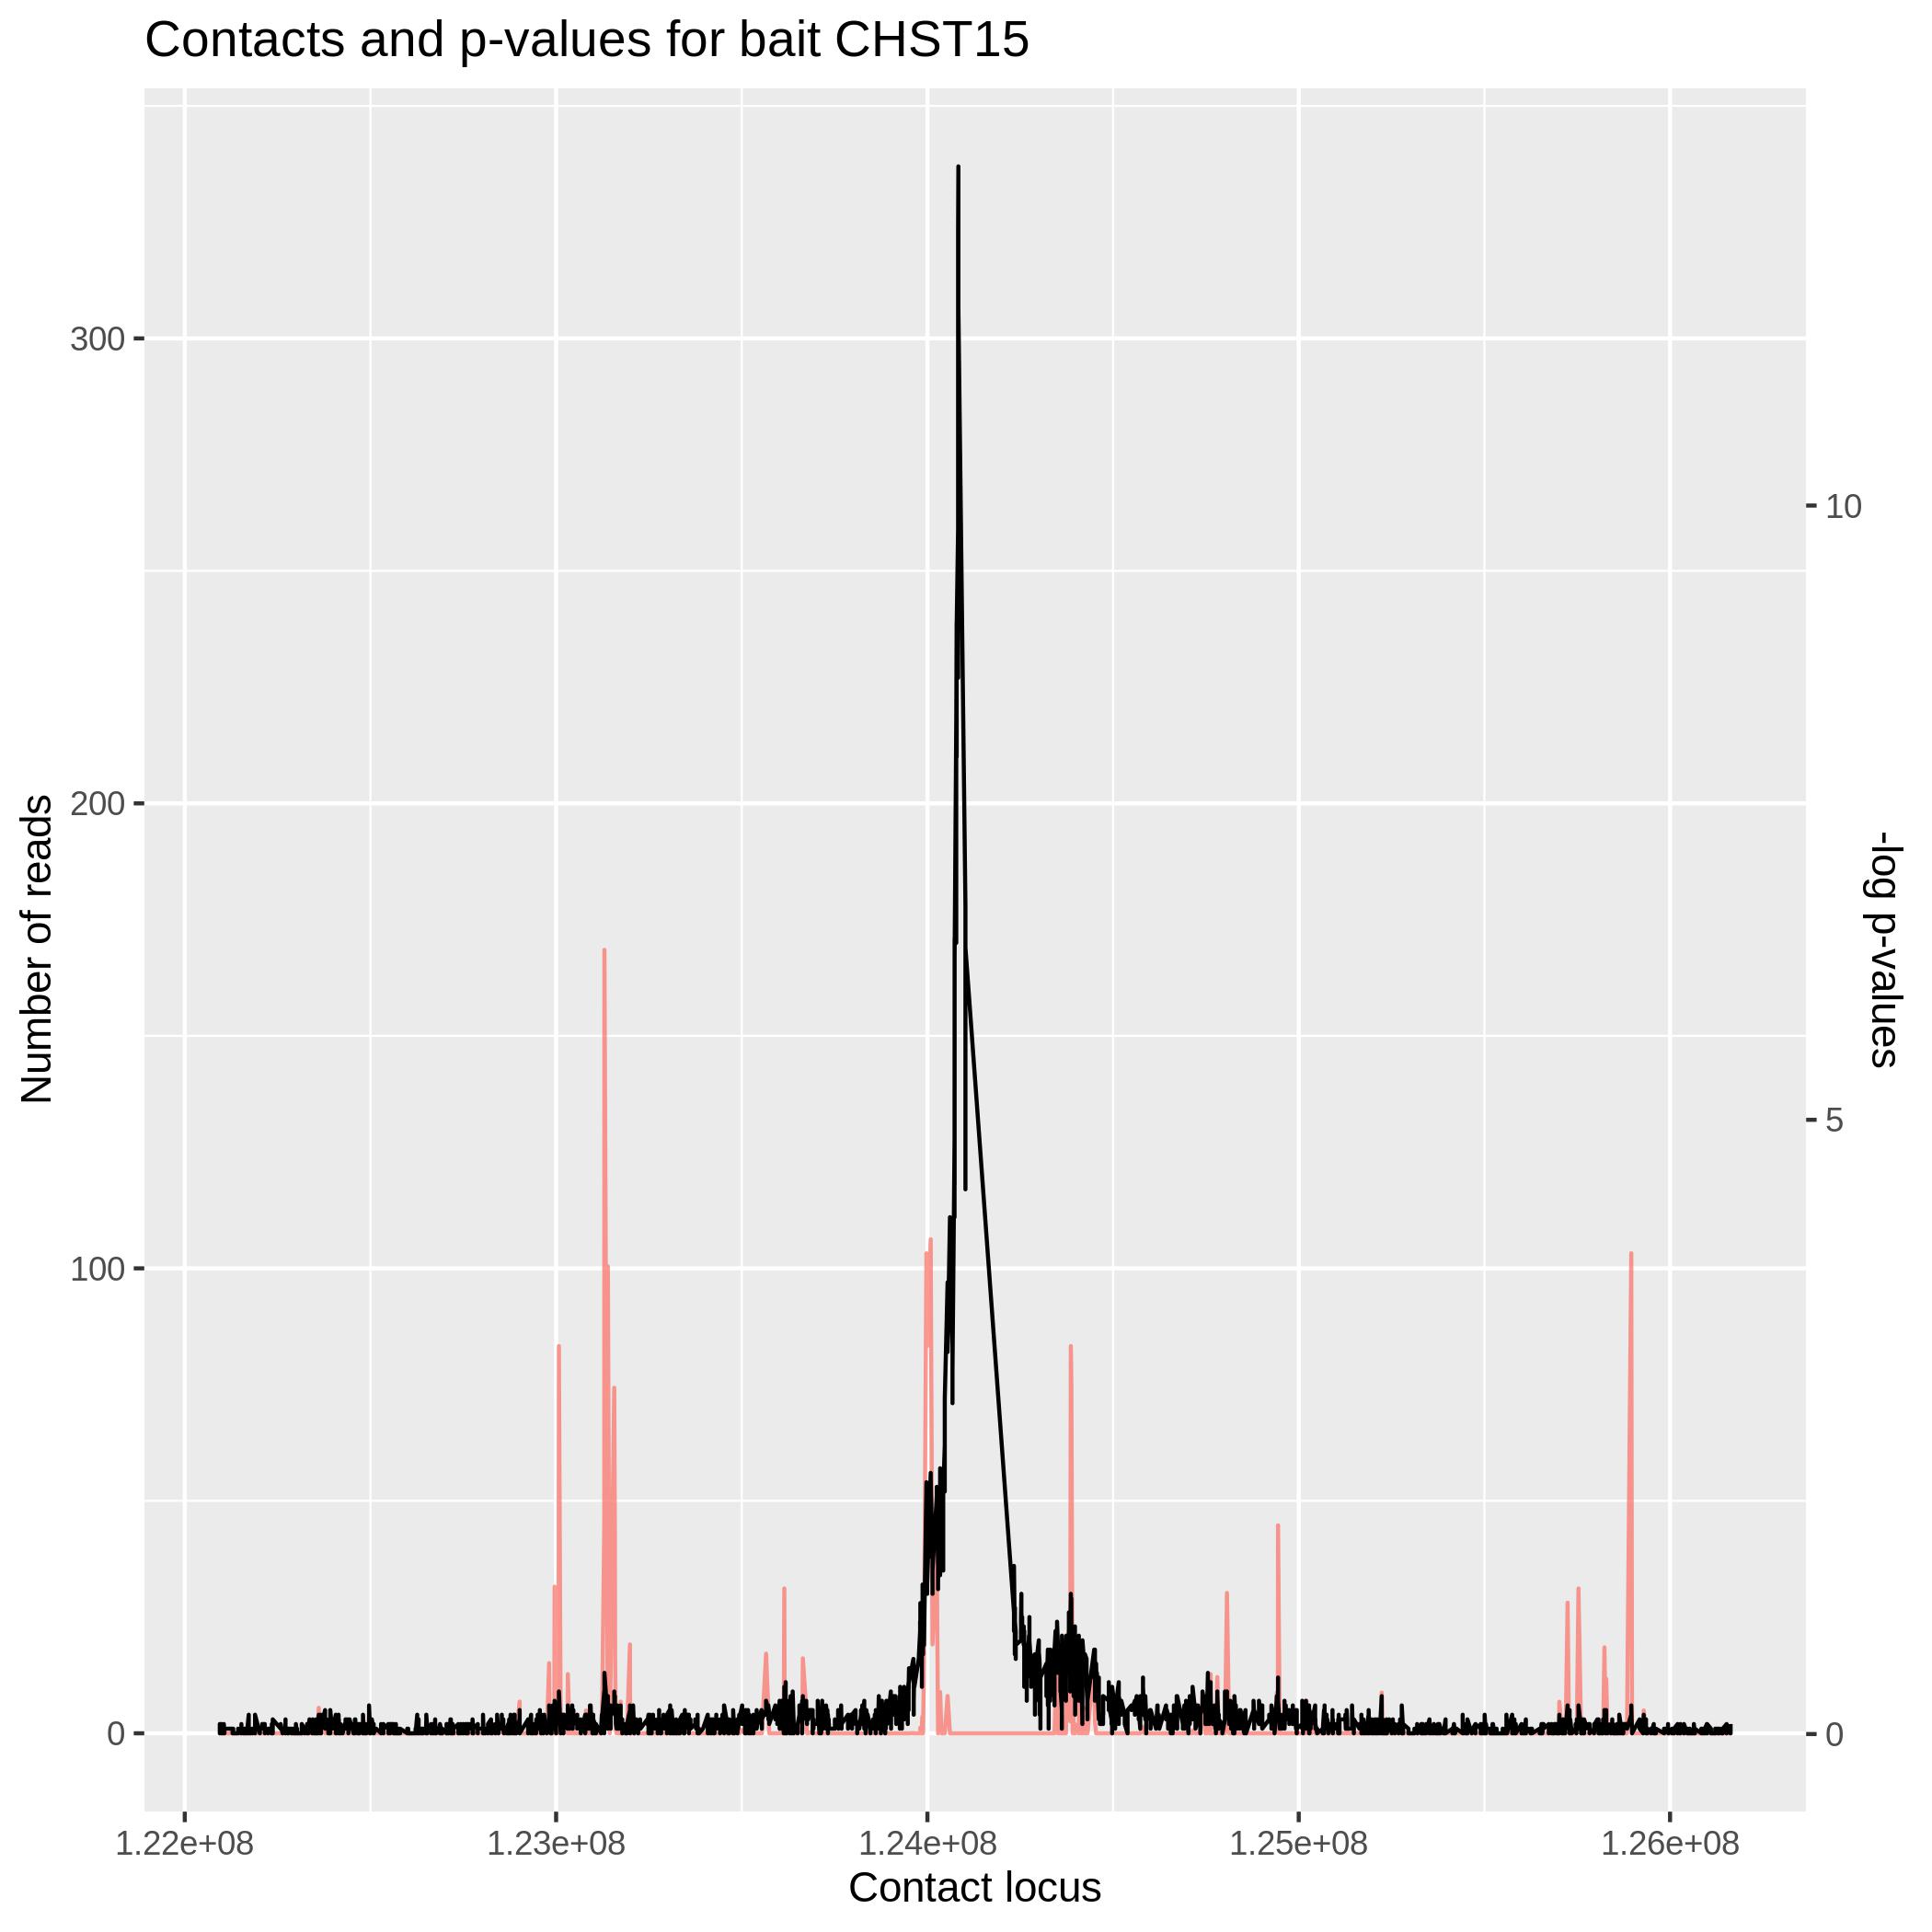 Contacts and p-values for bait CHST15
Number of reads
300
200
100
0
10
5
0
-log p-values
1.22e+08
1.23e+08
1.24e+08
1.25e+08
1.26e+08
Contact locus